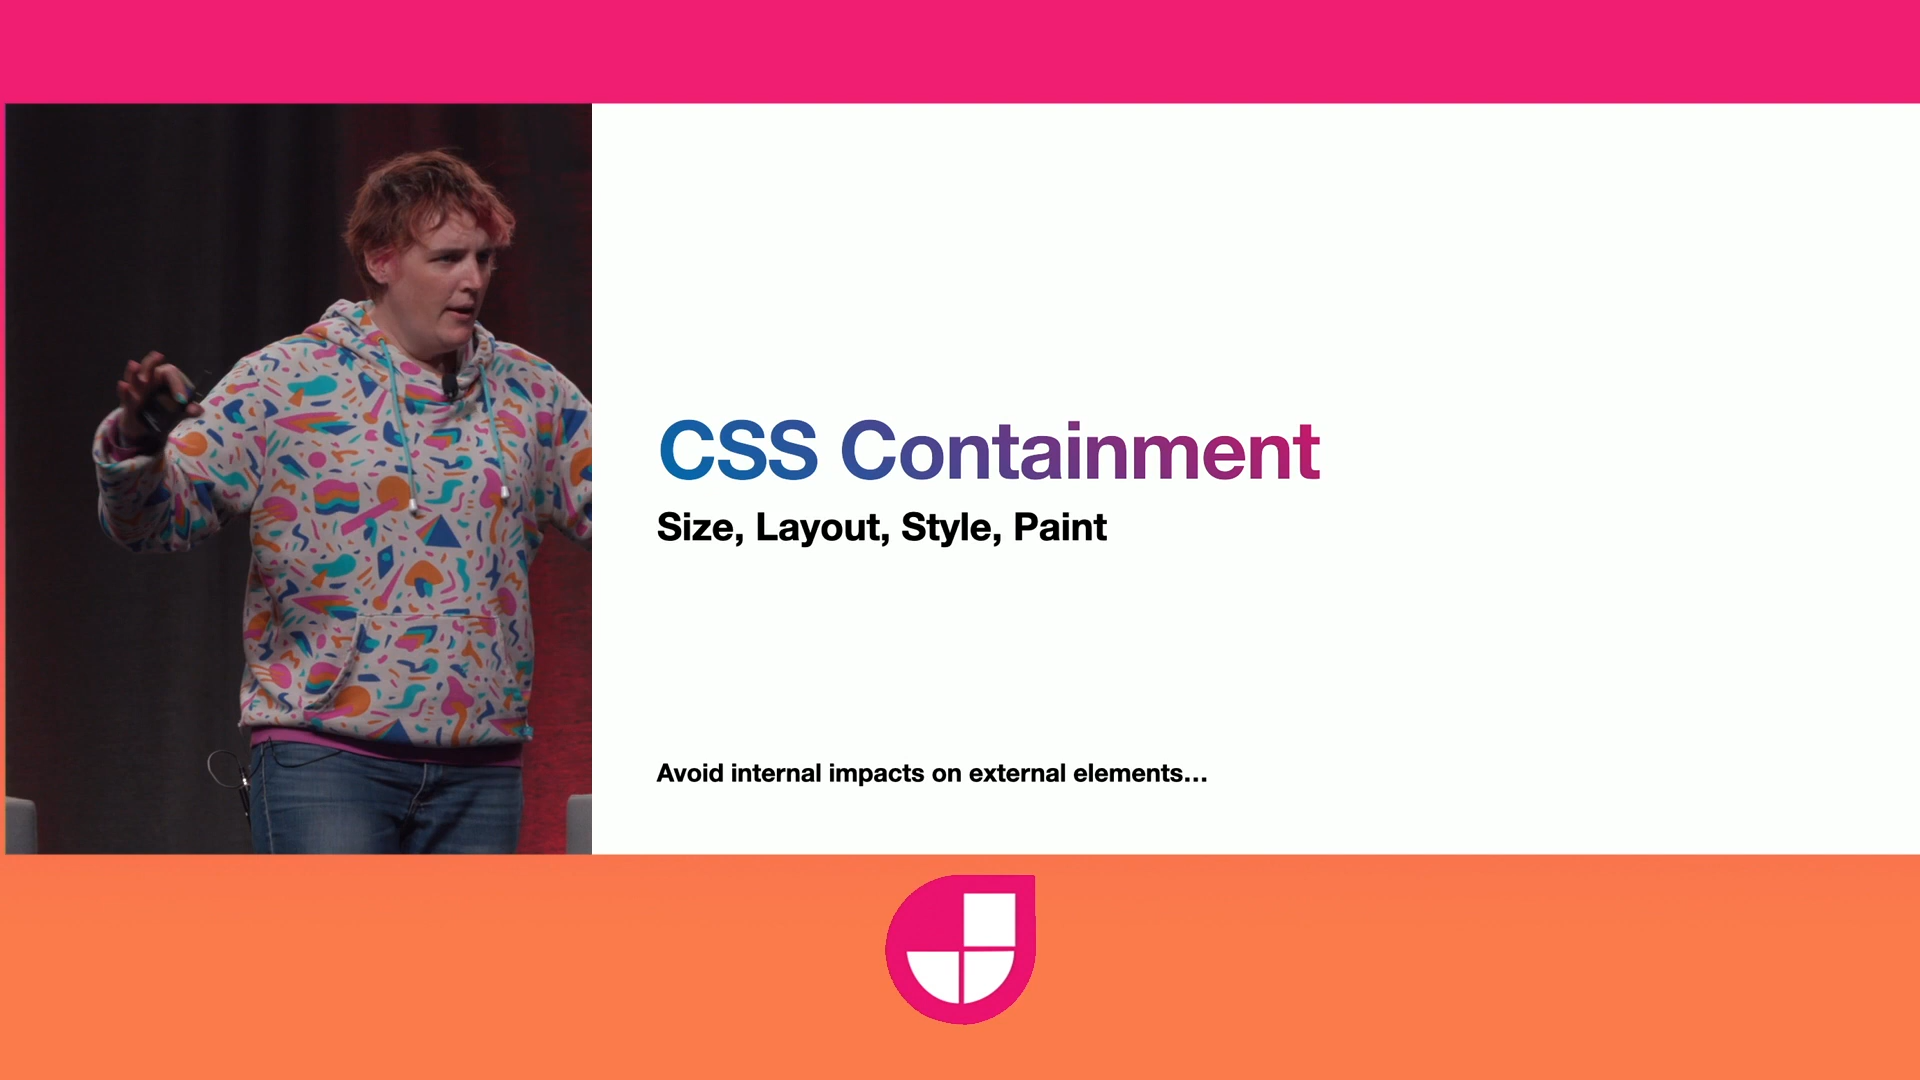 CSS Containment
Size, Layout, Style, Paint
Avoid internal impacts on external elements…